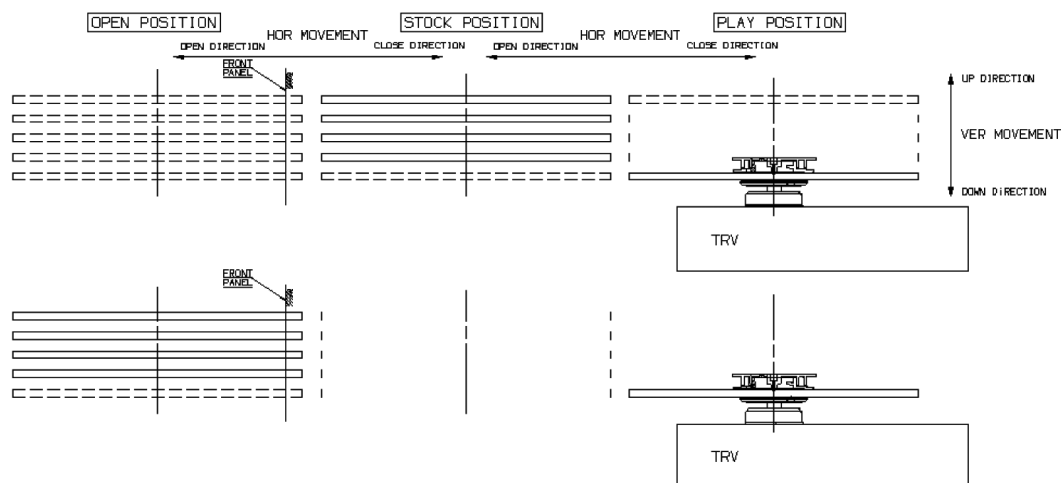 OPEN POSITION
STOCK POSITION
PLAY POSITION
HOR MOVEMENT
HOR MOVEMENT
OPEN DIRECTION
CLOSE DIRECTION
OPEN DIRECTION
CLOSE DIRECTION
FRONT
PANEL
UP DIRECTION
VER MOVEMENT
DOWN DIRECTION
TRV
FRONT
PANEL
TRV